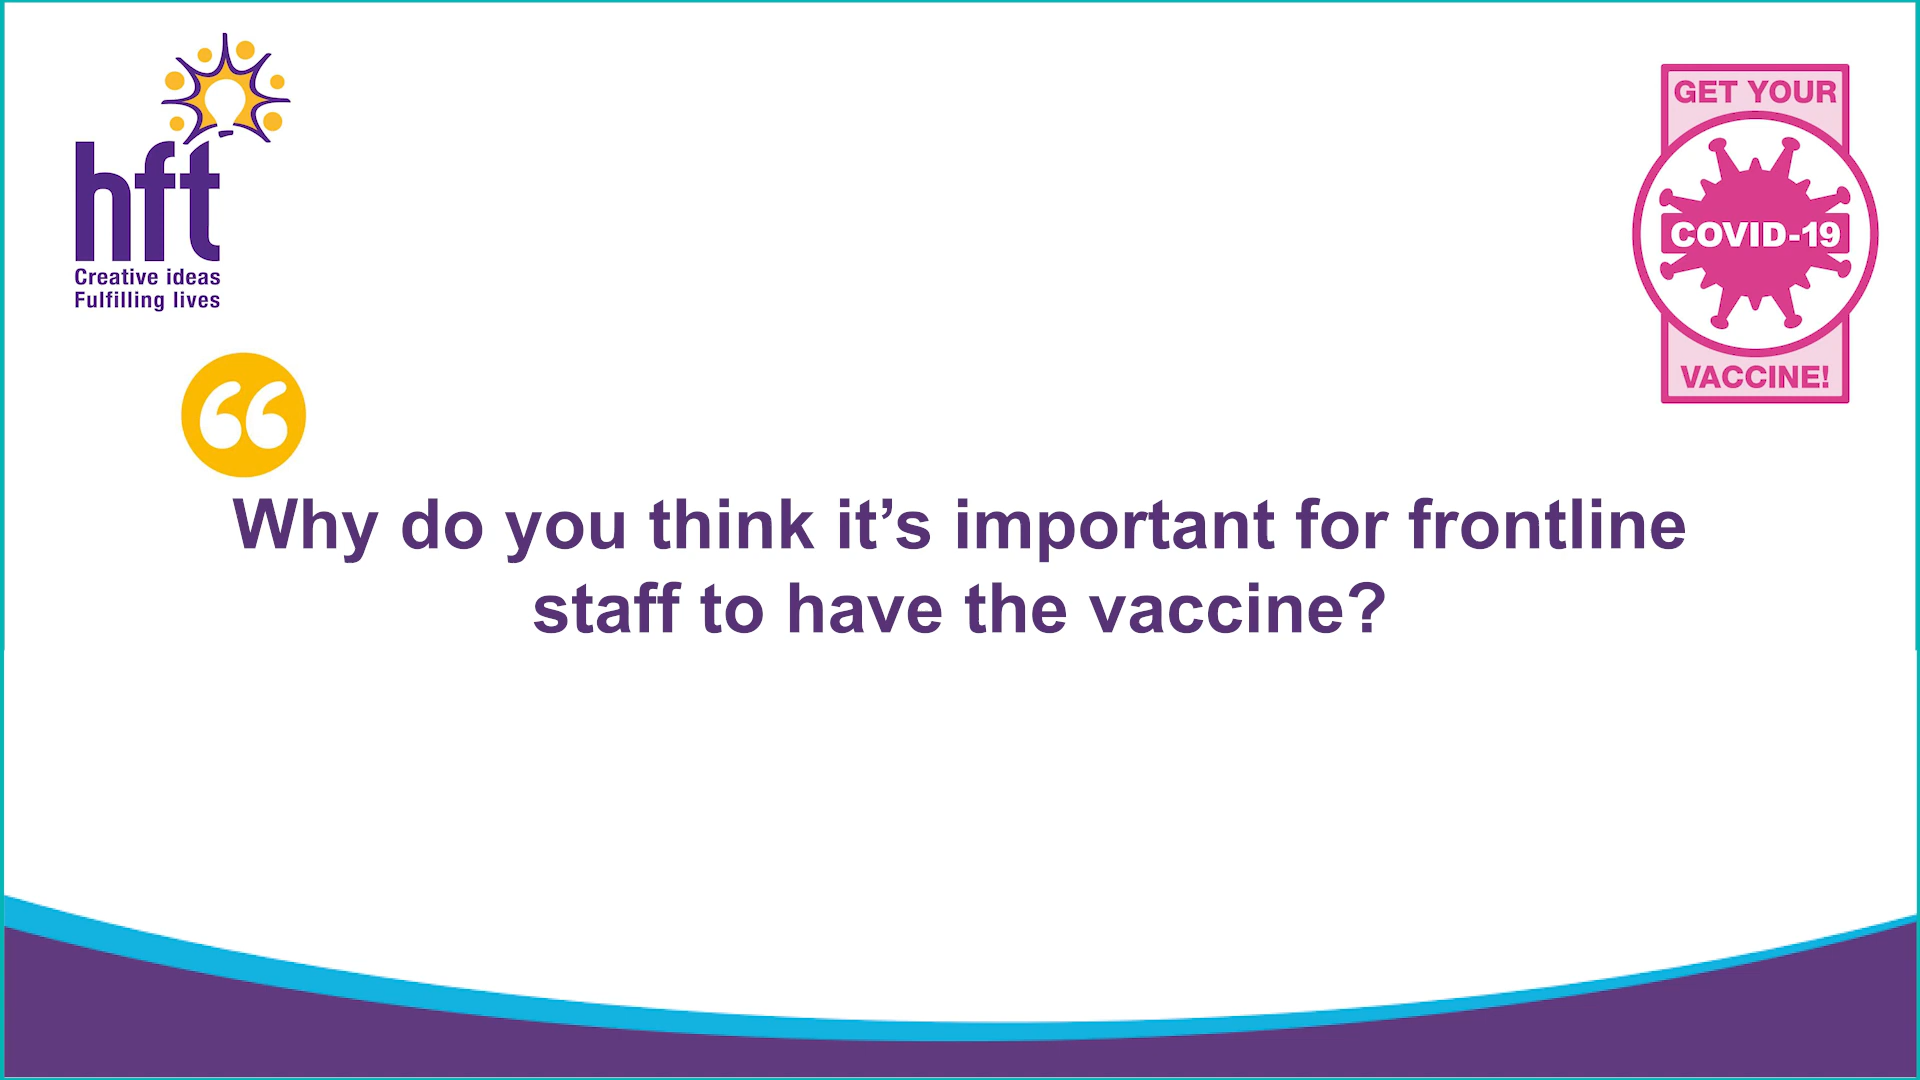 hft
Creative ideas
Fulfilling lives
GET YOUR
COVID-19
VACCINE!
“
Why do you think it’s important for frontline
staff to have the vaccine?